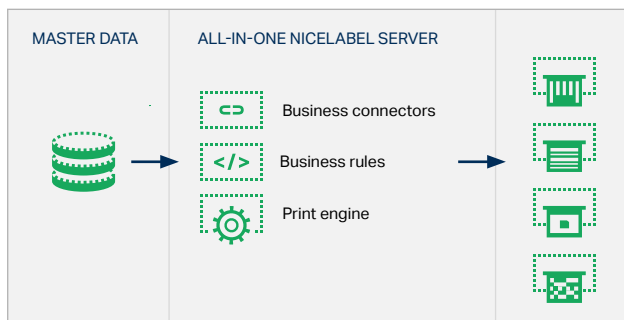 MASTER DATA
ALL-IN-ONE NICELABEL SERVER
Business connectors
</> Business rules
Print engine